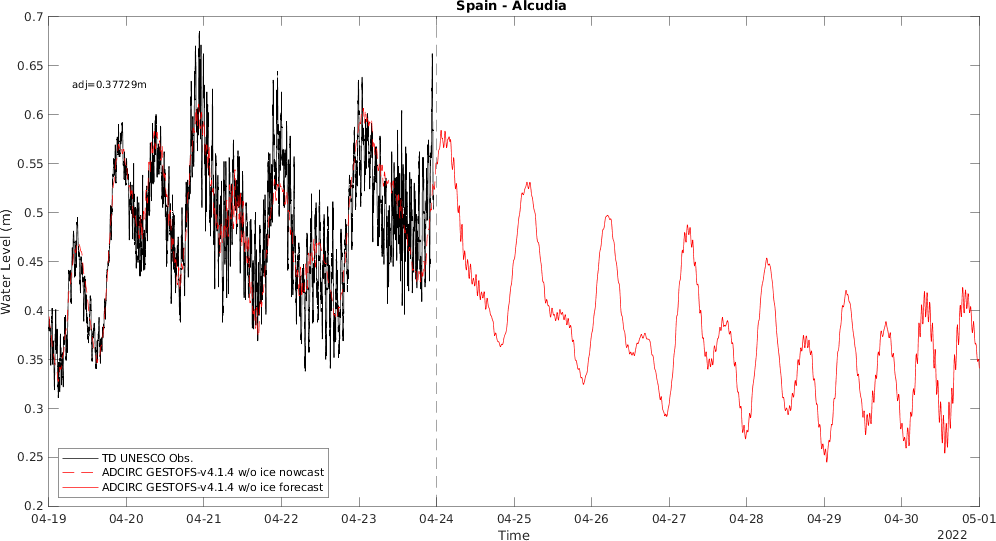 Spain - Alcudia
0.7
0.65
0.6
0.55
0.5
0.45
0.4
0.35
0.3
0.25
0.2
Water Level (m)
adj=0.37729m
TD UNESCO Obs.
ADCIRC GESTOFS-v4.1.4 w/o ice nowcast
ADCIRC GESTOFS-v4.1.4 w/o ice forecast
04-19 04-20 04-21 04-22 04-23 04-24 04-25 04-26 04-27 04-28 04-29 04-30 05-01
Time
2022